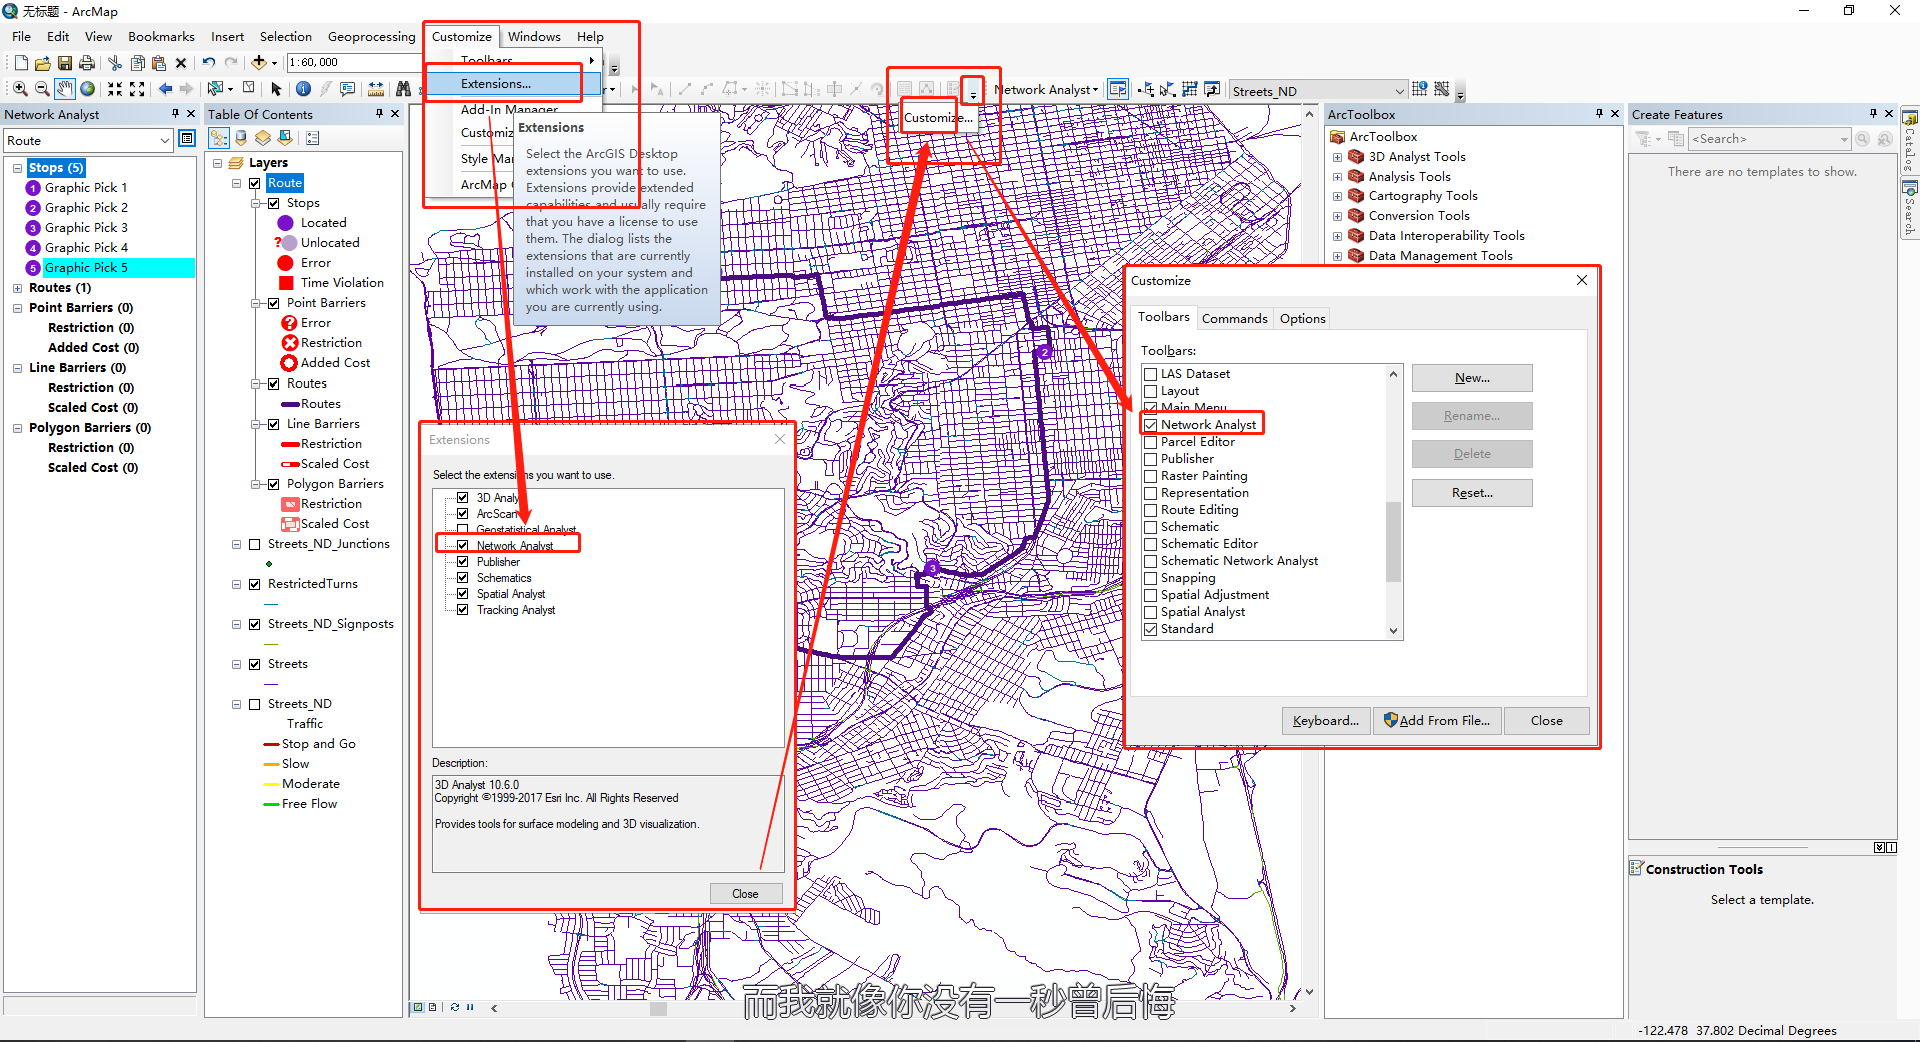 无标题 - ArcMap
File Edit View Bookmarks Insert Selection Geoprocessing Customize Windows Help
1:60,000
Toolbars
Extensions...
Add-In Manager
Style
ArcMap
Extensions
Select the ArcGIS Desktop
extensions you want to use.
Extensions provide extended
capabilities and usually require
that you have a license to use
them. The dialog lists the
extensions that are currently
installed on your system and
which work with the application
you are currently using.
Customize...
Network Analyst
Streets_ND
Network Analyst
Route
Stops (5)
1 Graphic Pick 1
2 Graphic Pick 2
3 Graphic Pick 3
4 Graphic Pick 4
5 Graphic Pick 5
Routes (1)
Point Barriers (0)
Restriction (0)
Added Cost (0)
Line Barriers (0)
Restriction (0)
Scaled Cost (0)
Polygon Barriers (0)
Restriction (0)
Scaled Cost (0)
Table Of Contents
Layers
Route
Stops
Located
Unlocated
Error
Time Violation
Point Barriers
Error
Restriction
Added Cost
Routes
Routes
Line Barriers
Restriction
Scaled Cost
Polygon Barriers
Restriction
Scaled Cost
Streets_ND_Junctions
RestrictedTurns
Streets_ND_Signposts
Streets
Streets_ND
Traffic
Stop and Go
Slow
Moderate
Free Flow
2
3
Extensions
Select the extensions you want to use.
3D Analy
ArcScan
Geostatistical Analyst
Network Analyst
Publisher
Schematics
Spatial Analyst
Tracking Analyst
Description:
3D Analyst 10.6.0
Copyright ©1999-2017 Esri Inc. All Rights Reserved
Provides tools for surface modeling and 3D visualization.
Close
ArcToolbox
ArcToolbox
3D Analyst Tools
Analysis Tools
Cartography Tools
Conversion Tools
Data Interoperability Tools
Data Management Tools
Customize
Toolbars Commands Options
Toolbars:
LAS Dataset
Layout
Main Menu
Network Analyst
Parcel Editor
Publisher
Raster Painting
Representation
Route Editing
Schematic
Schematic Editor
Schematic Network Analyst
Snapping
Spatial Adjustment
Spatial Analyst
Standard
New...
Rename...
Delete
Reset...
Keyboard... Add From File... Close
Create Features
<Search>
There are no templates to show.
Construction Tools
Select a template.
Catalog
Search
而我就像你没有一秒曾后悔
-122.478 37.802 Decimal Degrees